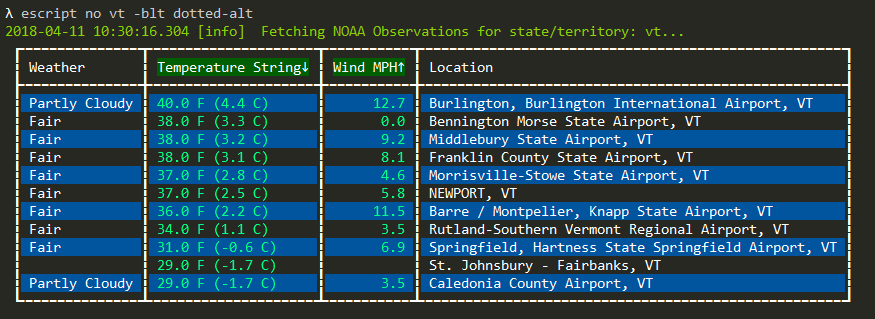 λ escript no vt -blt dotted-alt
2018-04-11 10:30:16.304 [info]  Fetching NOAA Observations for state/territory: vt...
Weather Temperature String↓ Wind MPH↑ Location
Partly Cloudy 40.0 F (4.4 C) 12.7 Burlington, Burlington International Airport, VT
Fair 38.0 F (3.3 C) 0.0 Bennington Morse State Airport, VT
Fair 38.0 F (3.2 C) 9.2 Middlebury State Airport, VT
Fair 38.0 F (3.1 C) 8.1 Franklin County State Airport, VT
Fair 37.0 F (2.8 C) 4.6 Morrisville-Stowe State Airport, VT
Fair 37.0 F (2.5 C) 5.8 NEWPORT, VT
Fair 36.0 F (2.2 C) 11.5 Barre / Montpelier, Knapp State Airport, VT
Fair 34.0 F (1.1 C) 3.5 Rutland-Southern Vermont Regional Airport, VT
Fair 31.0 F (-0.6 C) 6.9 Springfield, Hartness State Springfield Airport, VT
29.0 F (-1.7 C) St. Johnsbury - Fairbanks, VT
Partly Cloudy 29.0 F (-1.7 C) 3.5 Caledonia County Airport, VT